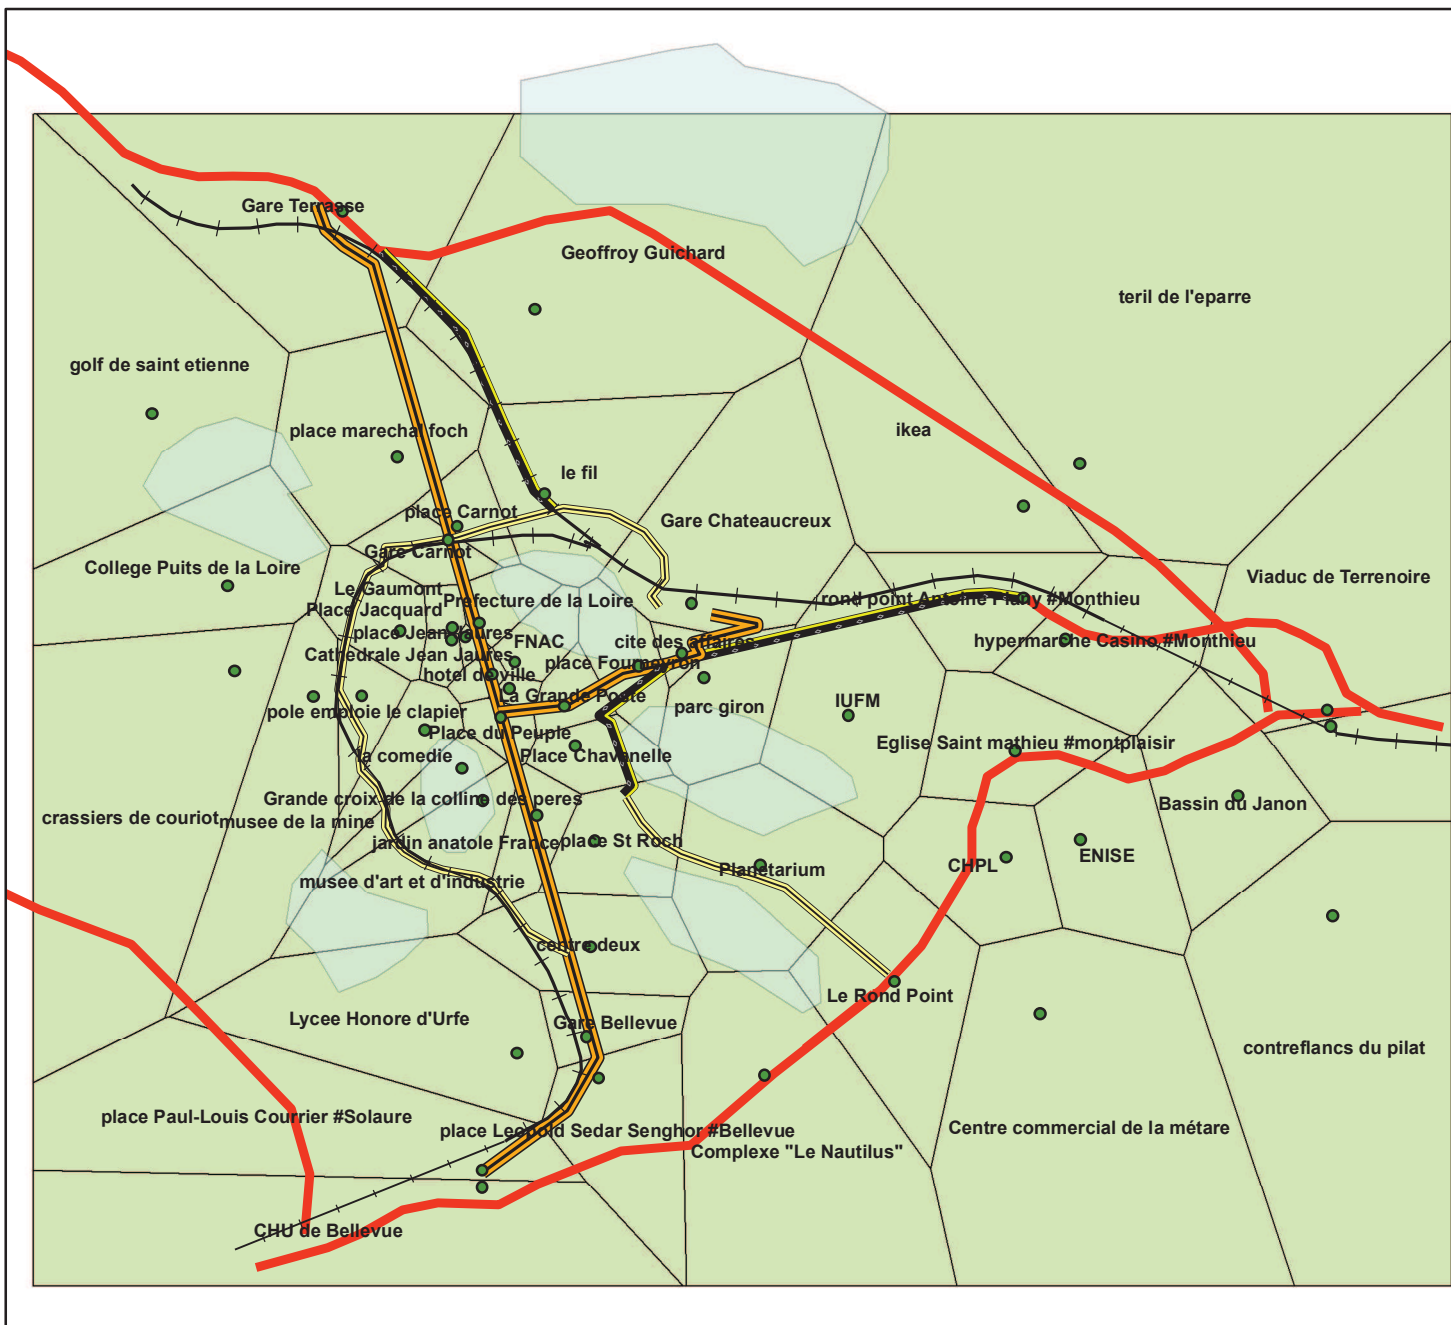 Gare Terrasse
Geoffroy Guichard
teril de l'eparre
golf de saint etienne
place marechal foch
ikea
le fil
place Carnot
Gare Chateaucreux
Gare Carnot
College Puits de la Loire
Viaduc de Terrenoire
Le Gaumont
Prefecture de la Loire
rond point Antoine Plany #Monthieu
Place Jacquard
place Jean Jaures
FNAC
cite des affaires
hypermarche Casino #Monthieu
Cathedrale Jean Jaures
place Fourneyron
hotel de ville
La Grande Poste
parc giron
IUFM
pole emploie le clapier
Place du Peuple
Eglise Saint mathieu #montplaisir
la comedie
Place Chavanelle
Grande croix de la colline des peres
Bassin du Janon
crassiers de couriot
musee de la mine
jardin anatole France
place St Roch
ENISE
Planetarium
CHPL
musee d'art et d'industrie
centre deux
Le Rond Point
Lycee Honore d'Urfe
Gare Bellevue
contreflancs du pilat
place Paul-Louis Courrier #Solaure
place Leopold Sedar Senghor #Bellevue
Centre commercial de la métare
Complexe "Le Nautilus"
CHU de Bellevue